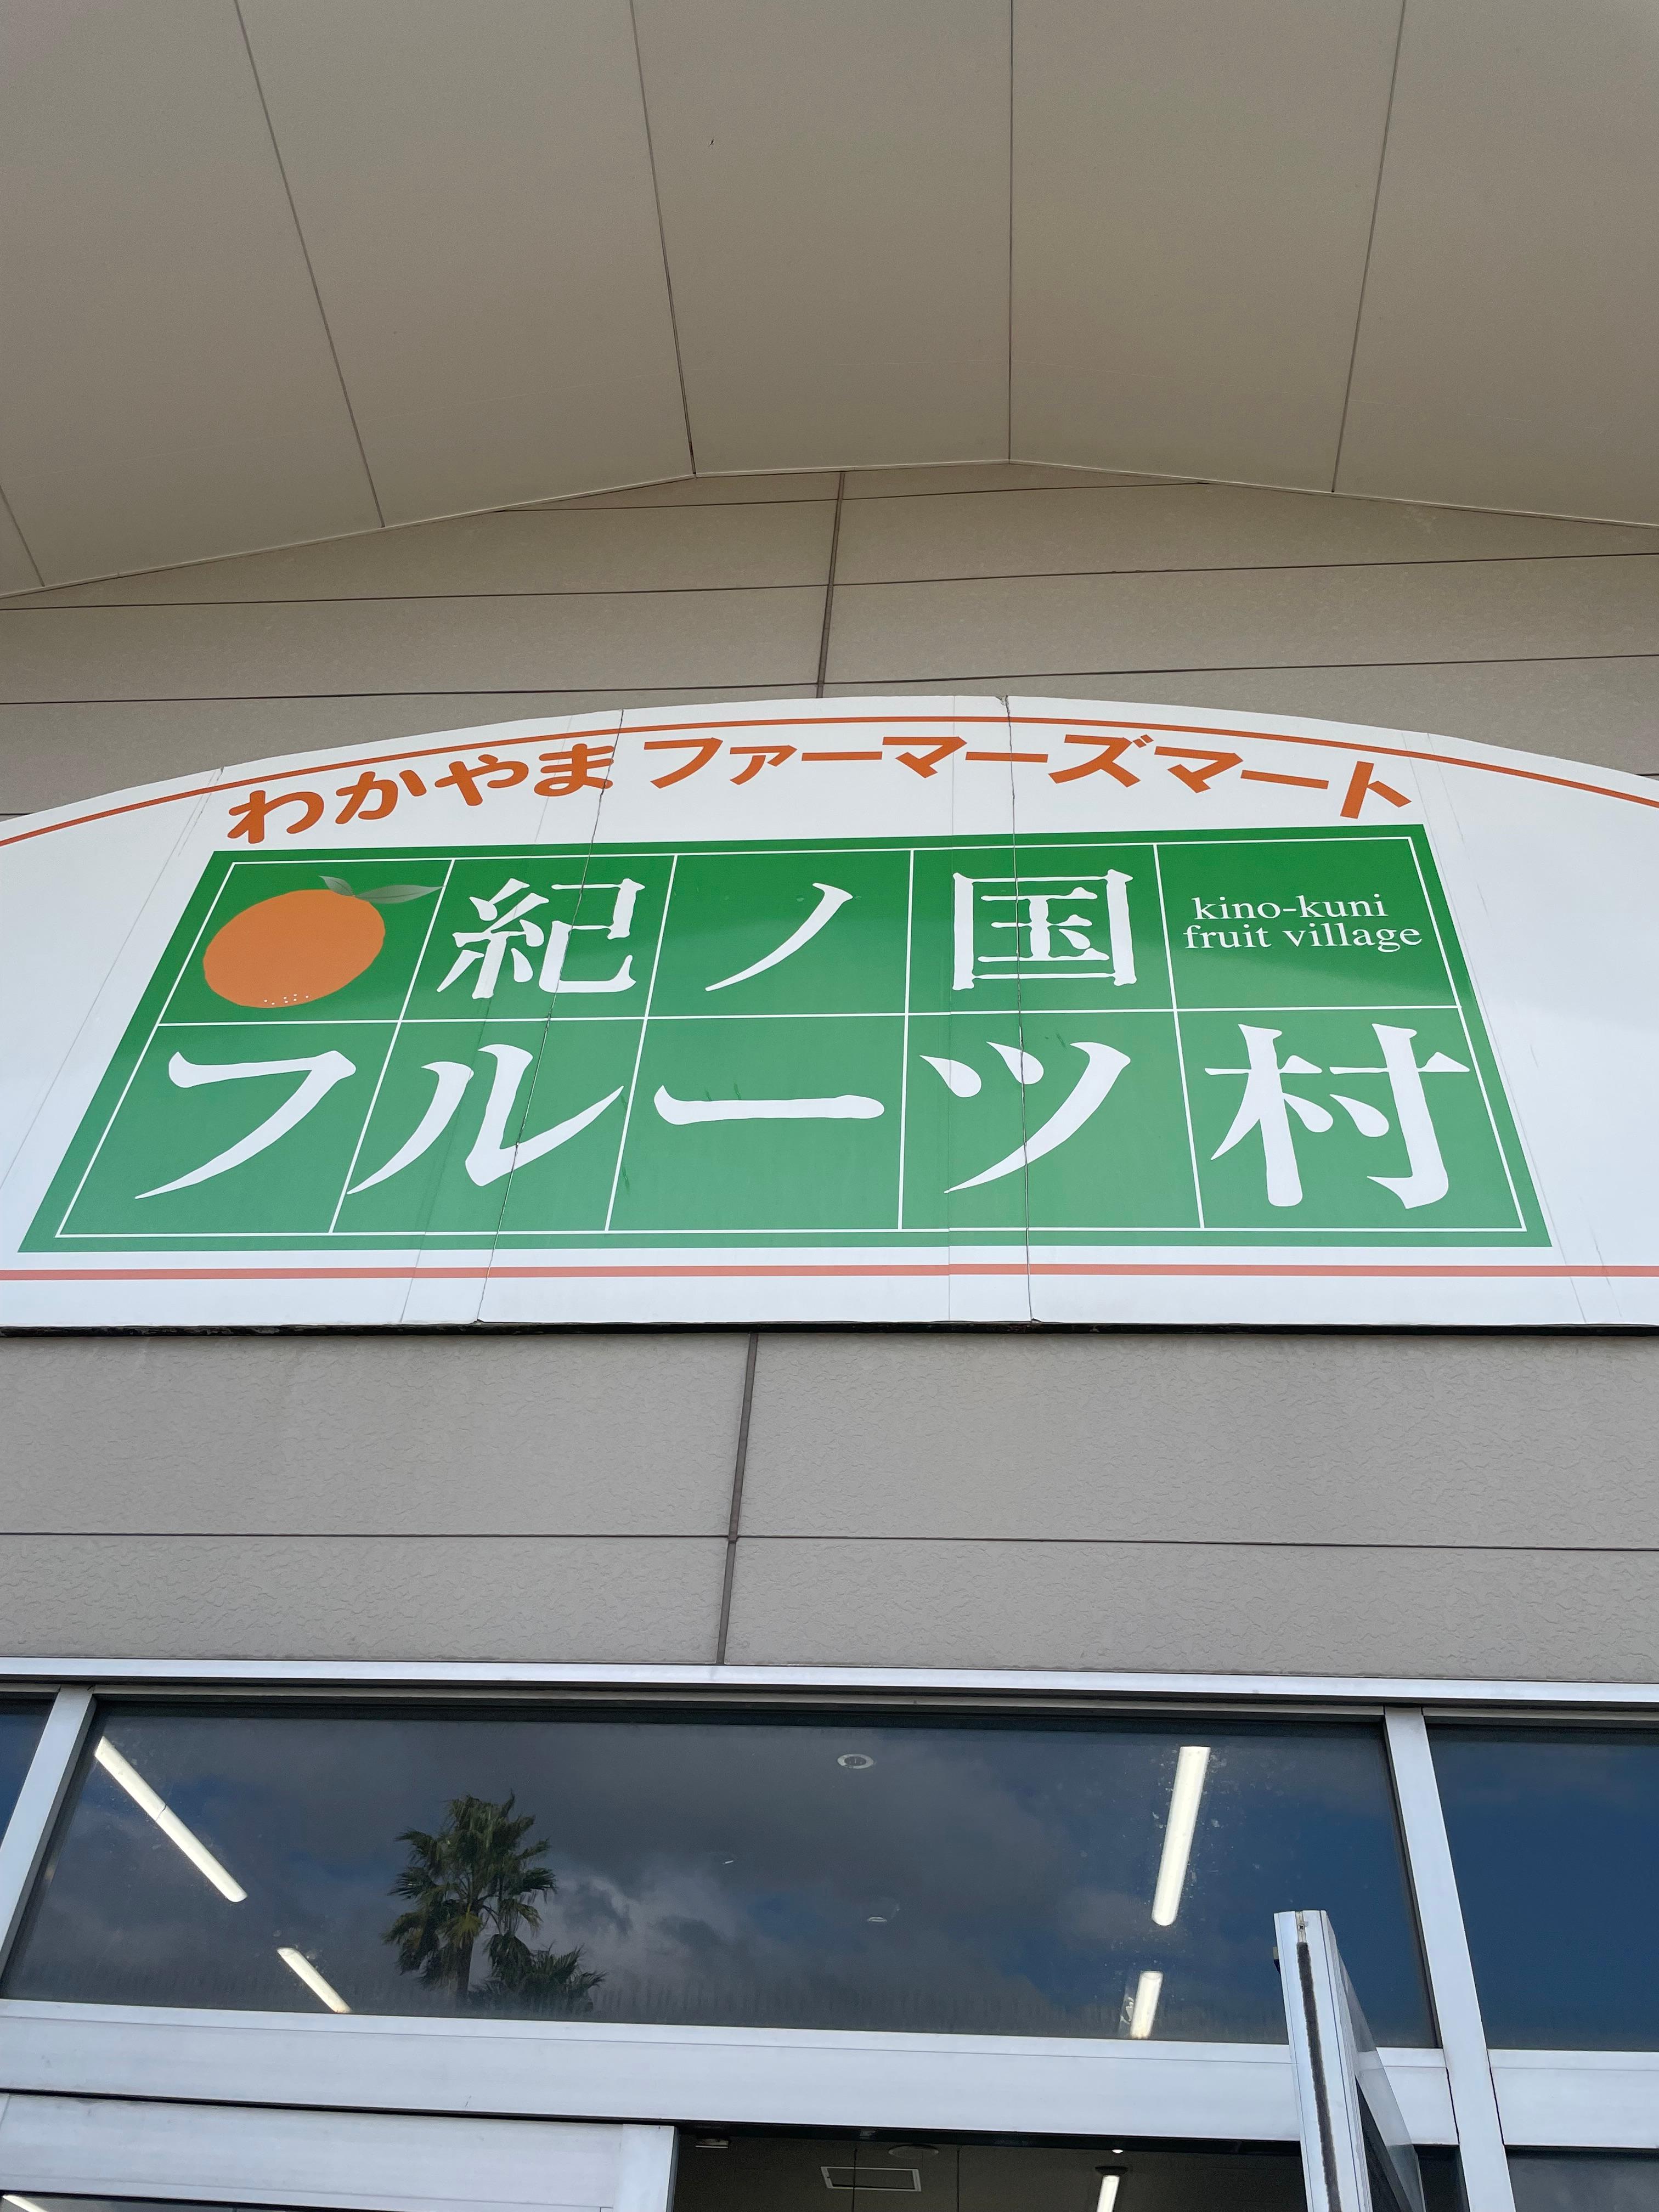 わかやまファーマーズマート
紀ノ国
kino-kuni
fruit village
フルーツ村